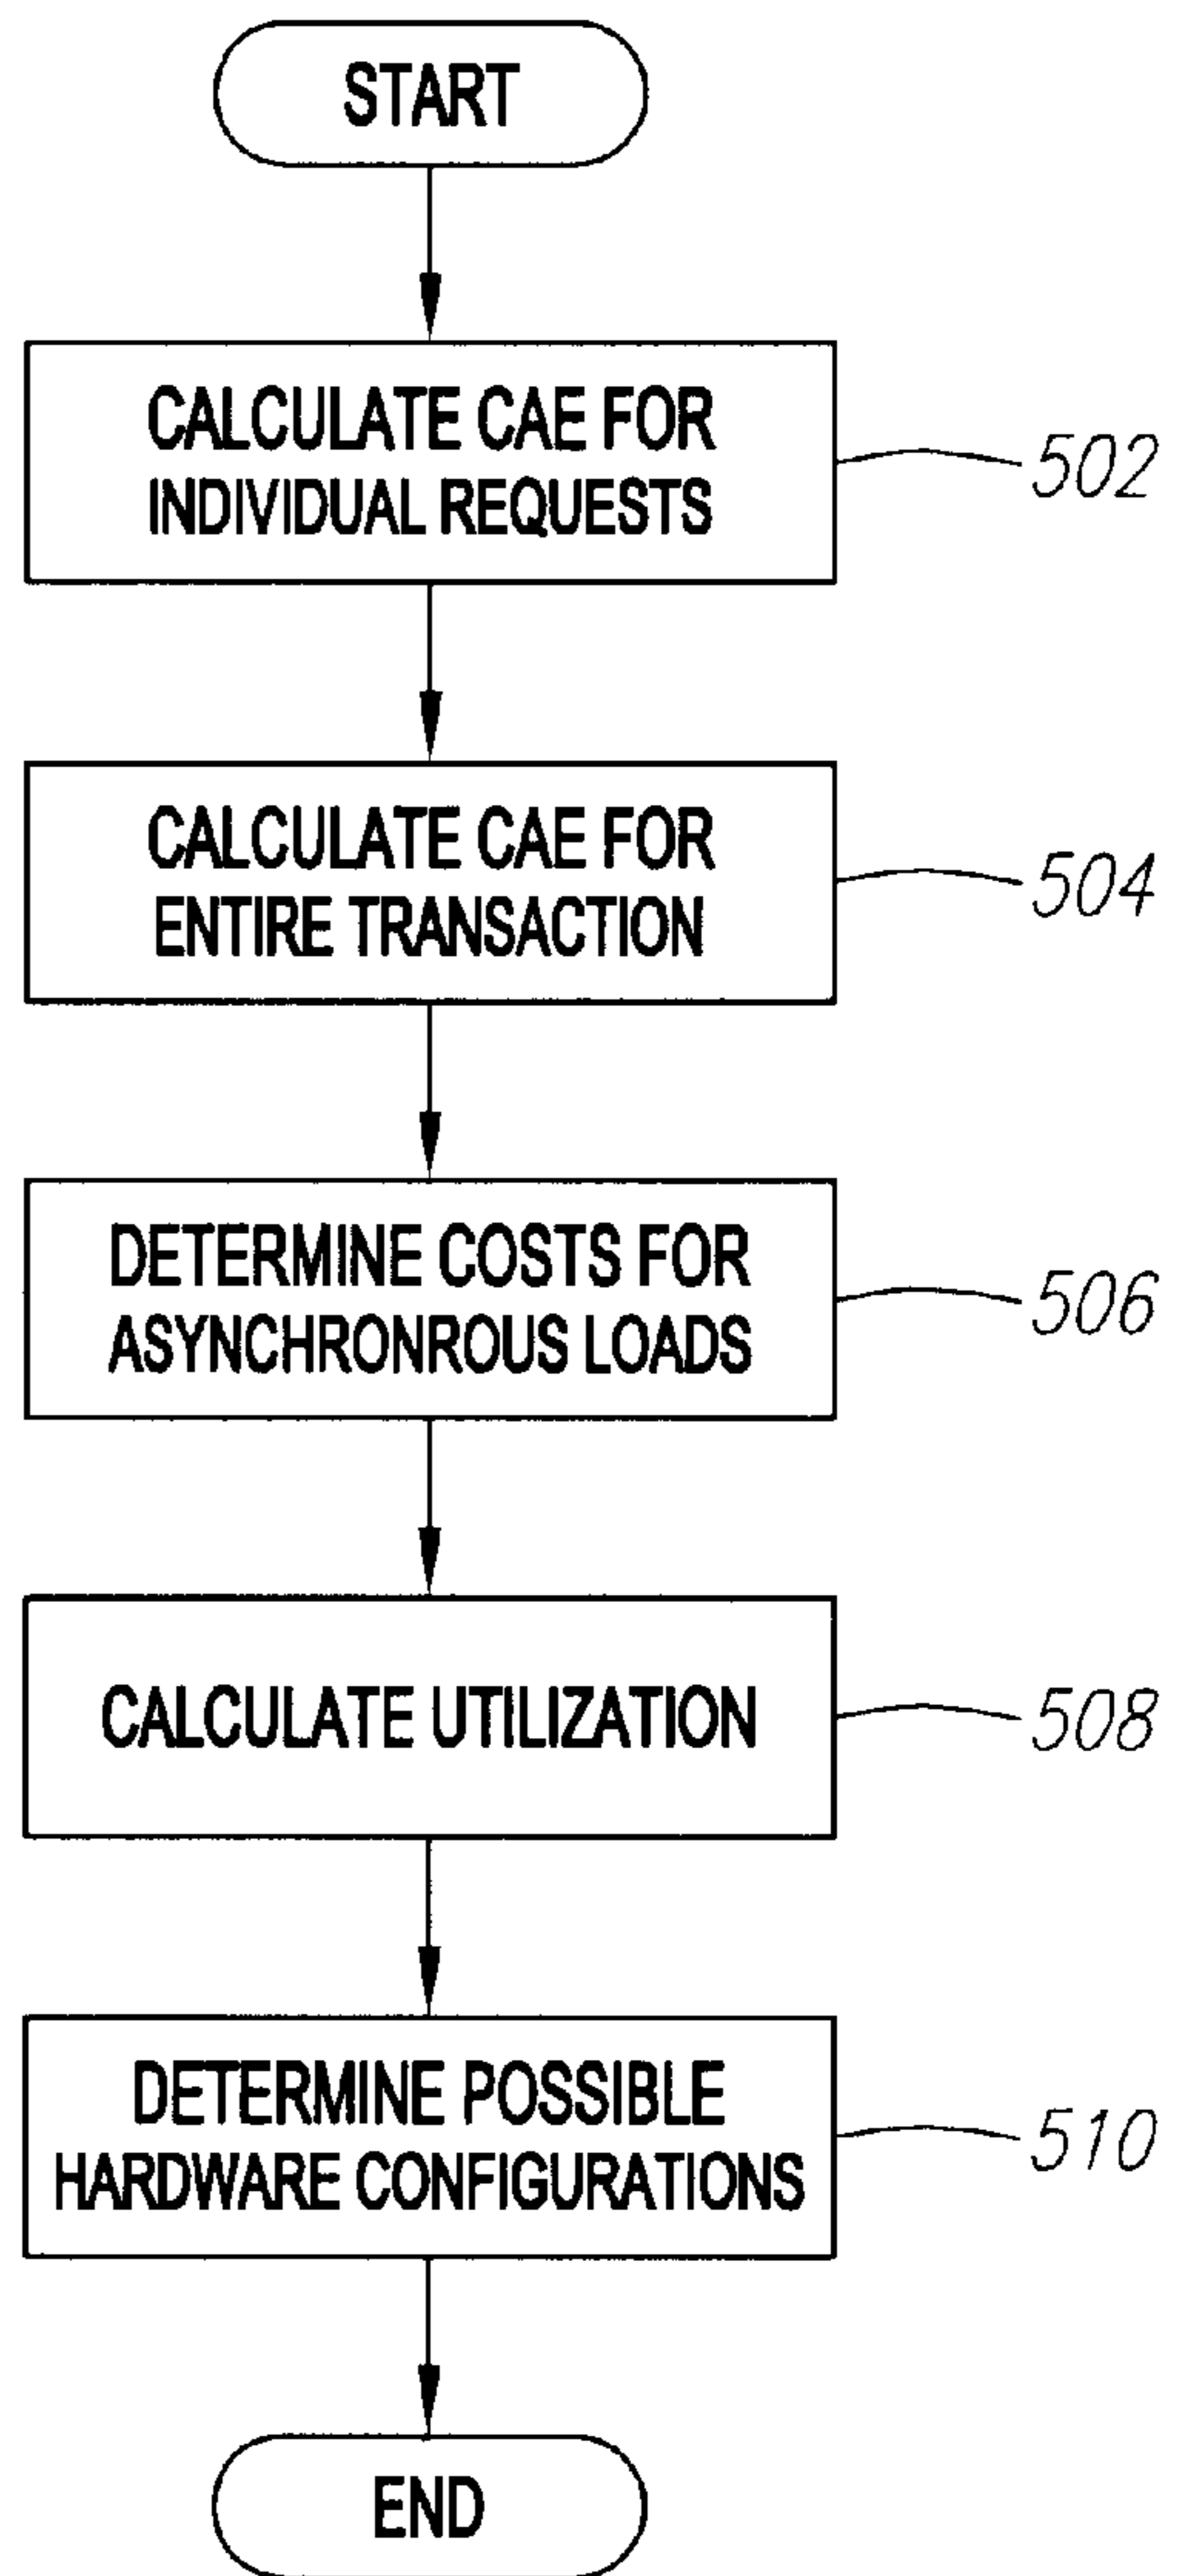 START
CALCULATE CAE FOR
INDIVIDUAL REQUESTS
502
CALCULATE CAE FOR
ENTIRE TRANSACTION
504
DETERMINE COSTS FOR
ASYNCHRONROUS LOADS
506
CALCULATE UTILIZATION
508
DETERMINE POSSIBLE
HARDWARE CONFIGURATIONS
510
END